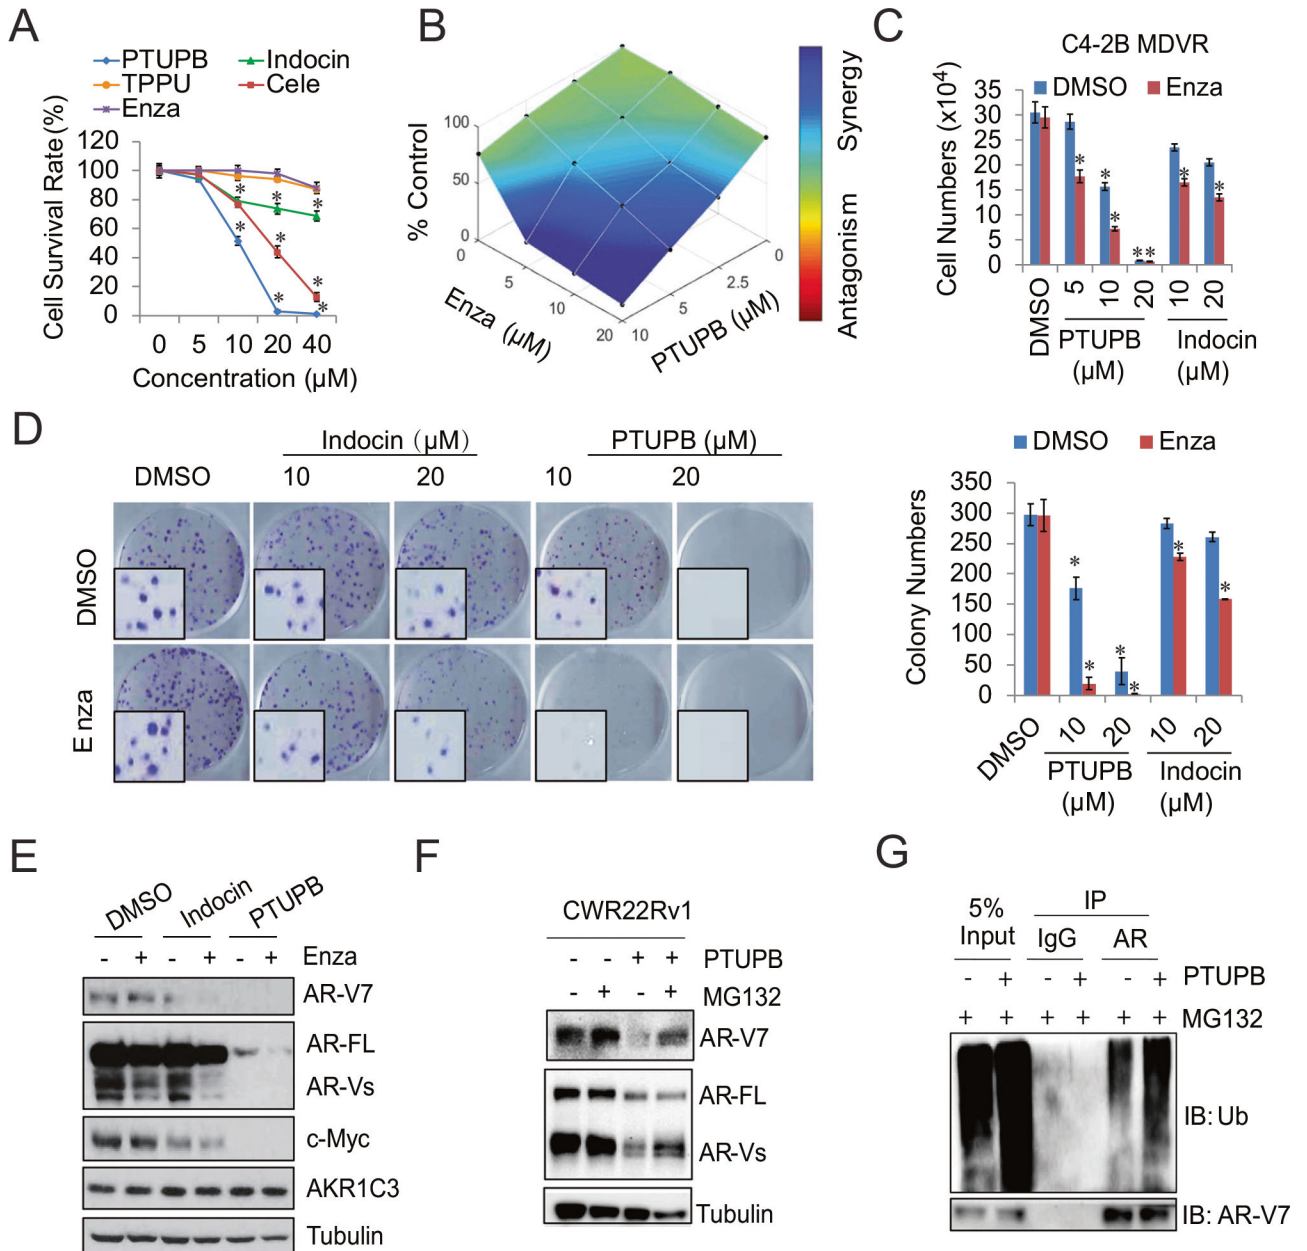 A
PTUPB
Indocin
TPPU
Cele
Enza
Cell Survival Rate(%)
120
100
80
60
40
20
0
* * * * * * * *
0 5 10 20 40
Concentration (µM)
B
% Control
100
50
0
0
5
10
20
Enza (µM)
0
2.5
5
10
PTUPB (µM)
Synergy
Antagonism
C
C4-2B MDVR
DMSO Enza
Cell Numbers (x10⁴)
35
30
25
20
15
10
5
0
* * * ** * *
DMSO
5 10 20
10 20
PTUPB
(µM)
Indocin
(µM)
D
Indocin (µM)
PTUPB (µM)
DMSO 10 20 10 20
DMSO
Enza
DMSO Enza
Colony Numbers
350
300
250
200
150
100
50
0
* * * * * *
DMSO
10 20
10 20
PTUPB
(µM)
Indocin
(µM)
E
DMSO Indocin PTUPB
- + - + - + Enza
AR-V7
AR-FL
AR-Vs
c-Myc
AKR1C3
Tubulin
F
CWR22Rv1
- - + + PTUPB
- + - + MG132
AR-V7
AR-FL
AR-Vs
Tubulin
G
5%
Input
IP
IgG AR
- + - + - + PTUPB
+ + + + + + MG132
IB: Ub
IB: AR-V7